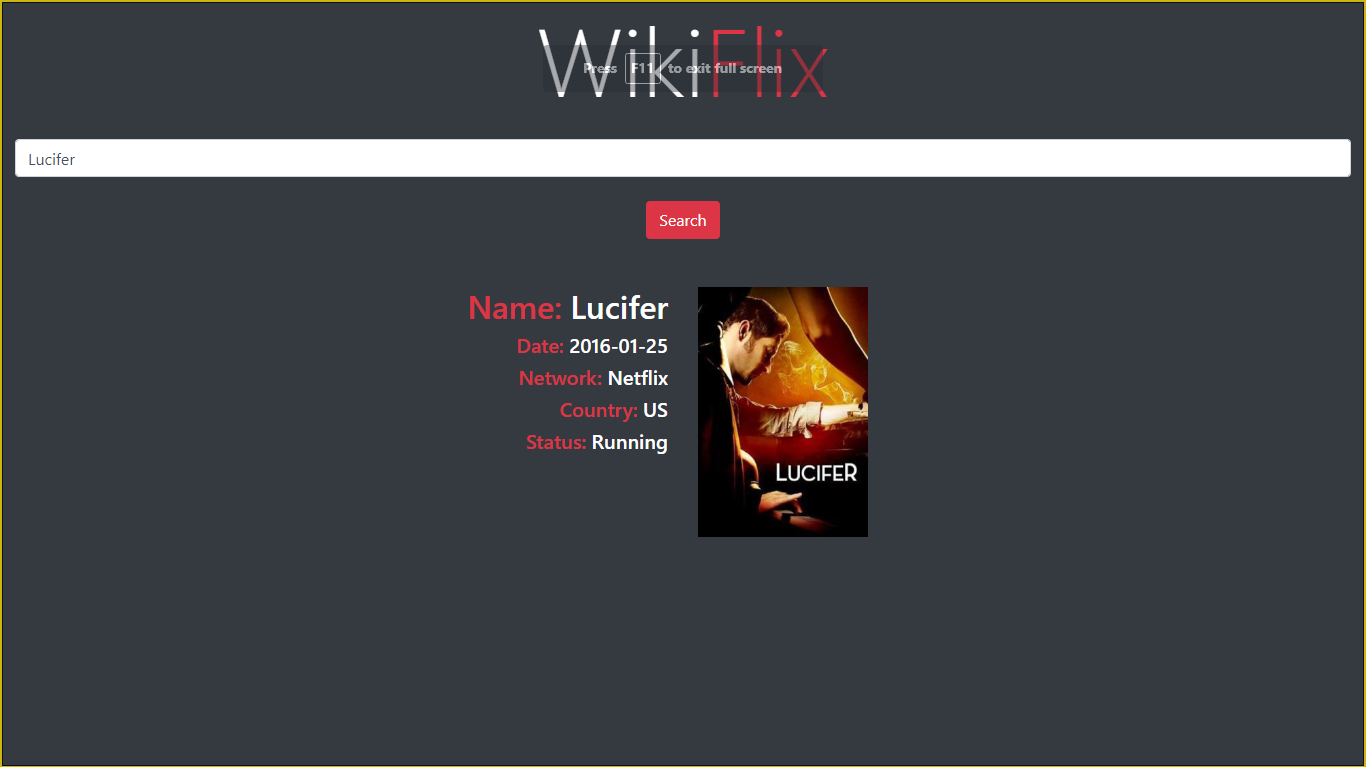 WikiFlix
Press F11 to exit full screen
Lucifer
Search
Name: Lucifer
Date: 2016-01-25
Network: Netflix
Country: US
Status: Running
LUCIFER